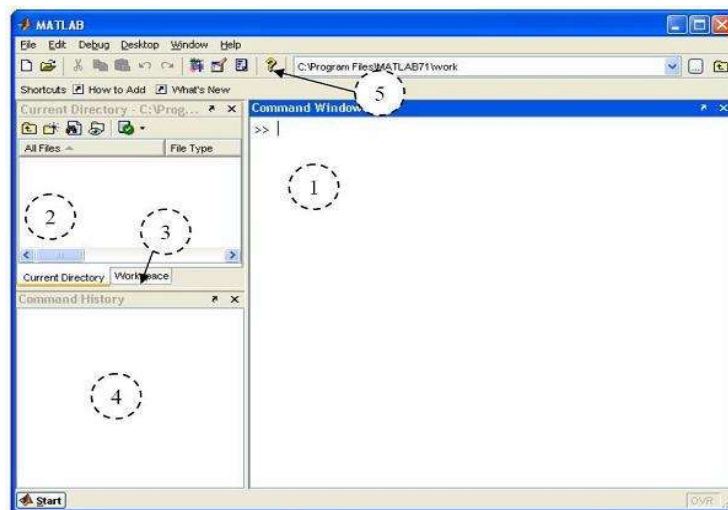 MATLAB
File Edit Debug Desktop Window Help
C:\Program Files\MATLAB71\work
Shortcuts How to Add What's New
Current Directory - C:\Prog...
All Files File Type
2
3
Current Directory Workspace
Command History
4
Command Window
>>
1
5
Start
OVR